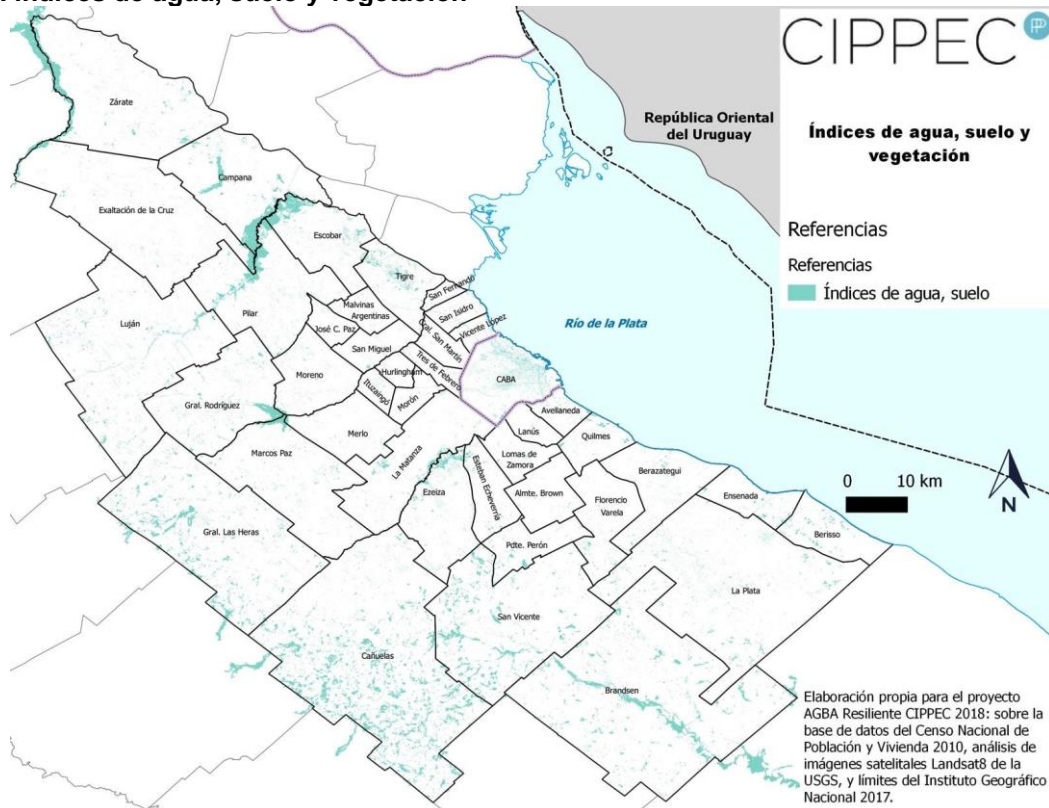 Índices de agua, suelo y vegetación
CIPPEC
PP
Índices de agua, suelo y
vegetación
Referencias
Referencias
Índices de agua, suelo
República Oriental
del Uruguay
Río de la Plata
Zárate
Campana
Exaltación de la Cruz
Escobar
Tigre
San Fernando
San Isidro
Vicente López
Malvinas
Argentinas
Luján
Pilar
José C. Paz
Gral. San Martín
San Miguel
Tres de Febrero
Hurlingham
Moreno
Ituzaingó
Morón
CABA
Gral. Rodríguez
Merlo
Avellaneda
Lanús
Quilmes
Marcos Paz
La Matanza
Lomas de
Zamora
Berazategui
Esteban Echeverría
Ezeiza
Almte. Brown
Florencio
Varela
Ensenada
Berisso
Gral. Las Heras
Pdte. Perón
La Plata
San Vicente
Cañuelas
Brandsen
0 10 km
N
Elaboración propia para el proyecto
AGBA Resiliente CIPPEC 2018: sobre la
base de datos del Censo Nacional de
Población y Vivienda 2010, análisis de
imágenes satelitales Landsat8 de la
USGS, y límites del Instituto Geográfico
Nacional 2017.